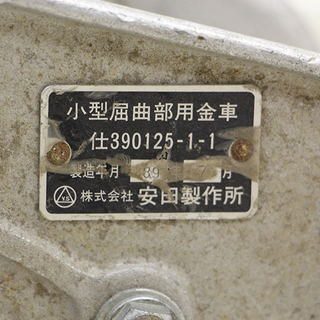 小型屈曲部用金車
仕390125-1-1
製造年月 89 月
株式会社 安田製作所